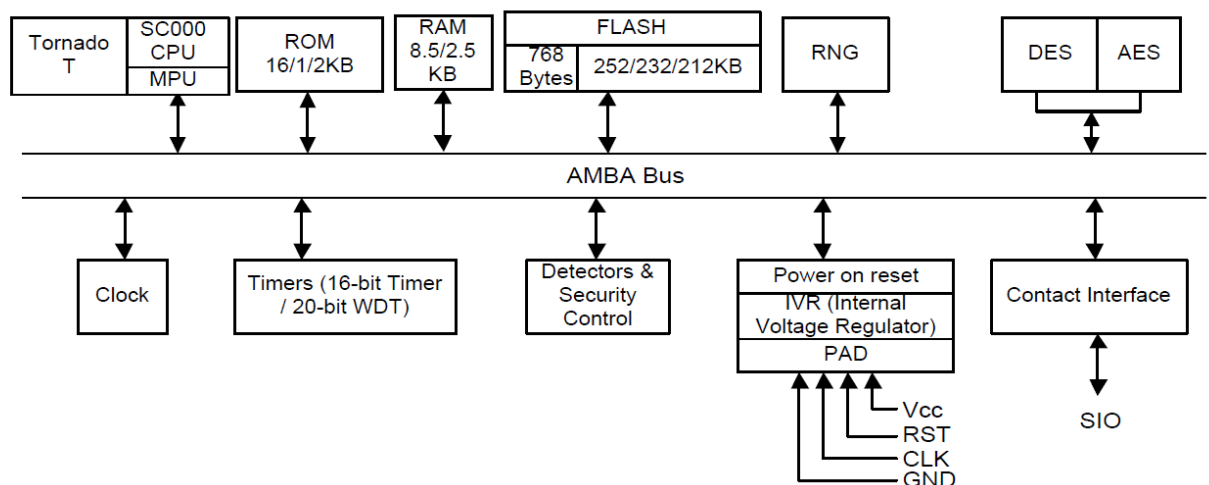 Tornado
T
SC000
CPU
MPU
ROM
16/1/2KB
RAM
8.5/2.5
KB
FLASH
768
Bytes
252/232/212KB
RNG
DES
AES
AMBA Bus
Clock
Timers (16-bit Timer
/ 20-bit WDT)
Detectors &
Security
Control
Power on reset
IVR (Internal
Voltage Regulator)
PAD
Contact Interface
Vcc
RST
CLK
GND
SIO